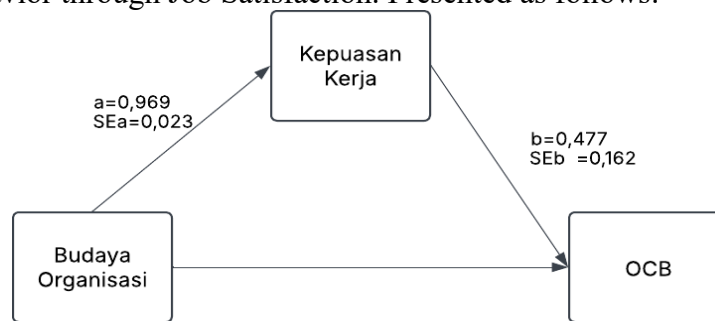 through Job Satisfaction. Presented as follows:
Kepuasan
Kerja
a=0,969
SEa=0,023
b=0,477
SEb =0,162
Budaya
Organisasi
OCB